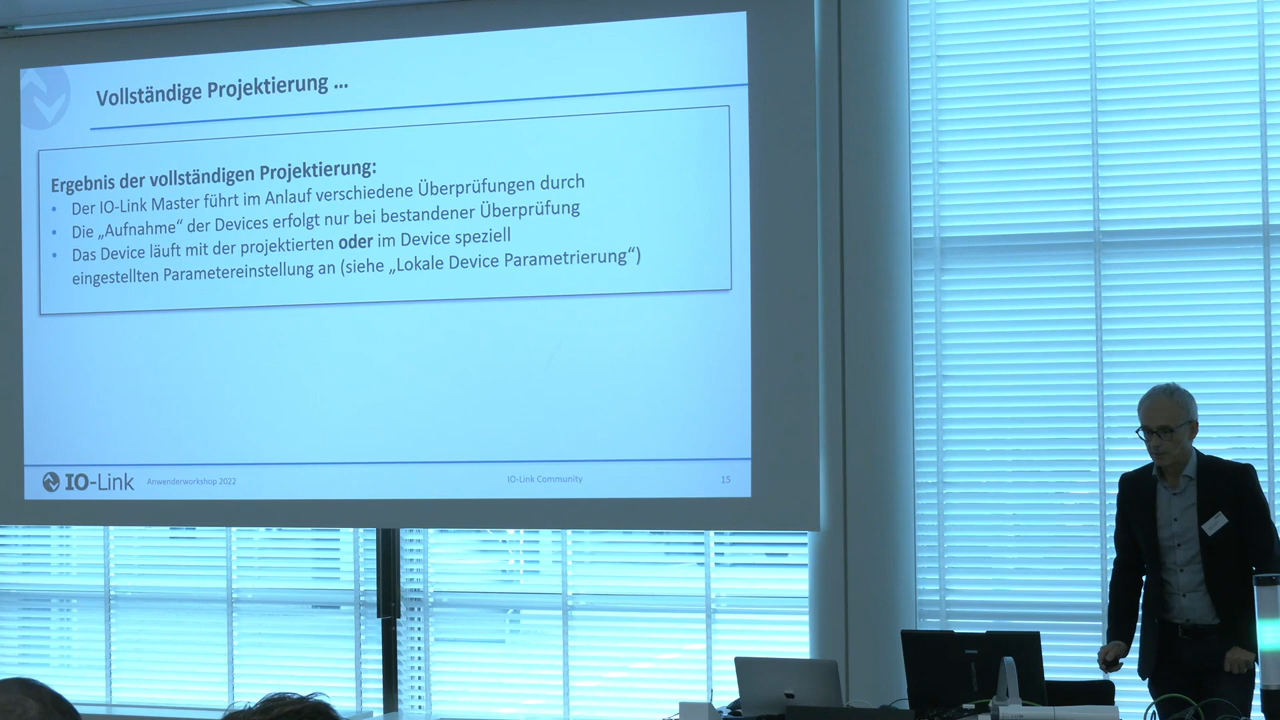 Vollständige Projektierung ...
Ergebnis der vollständigen Projektierung:
• Der IO-Link Master führt im Anlauf verschiedene Überprüfungen durch
• Die „Aufnahme“ der Devices erfolgt nur bei bestandener Überprüfung
• Das Device läuft mit der projektierten oder im Device speziell
eingestellten Parametereinstellung an (siehe „Lokale Device Parametrierung“)
IO-Link
Anwenderworkshop 2022
IO-Link Community
15